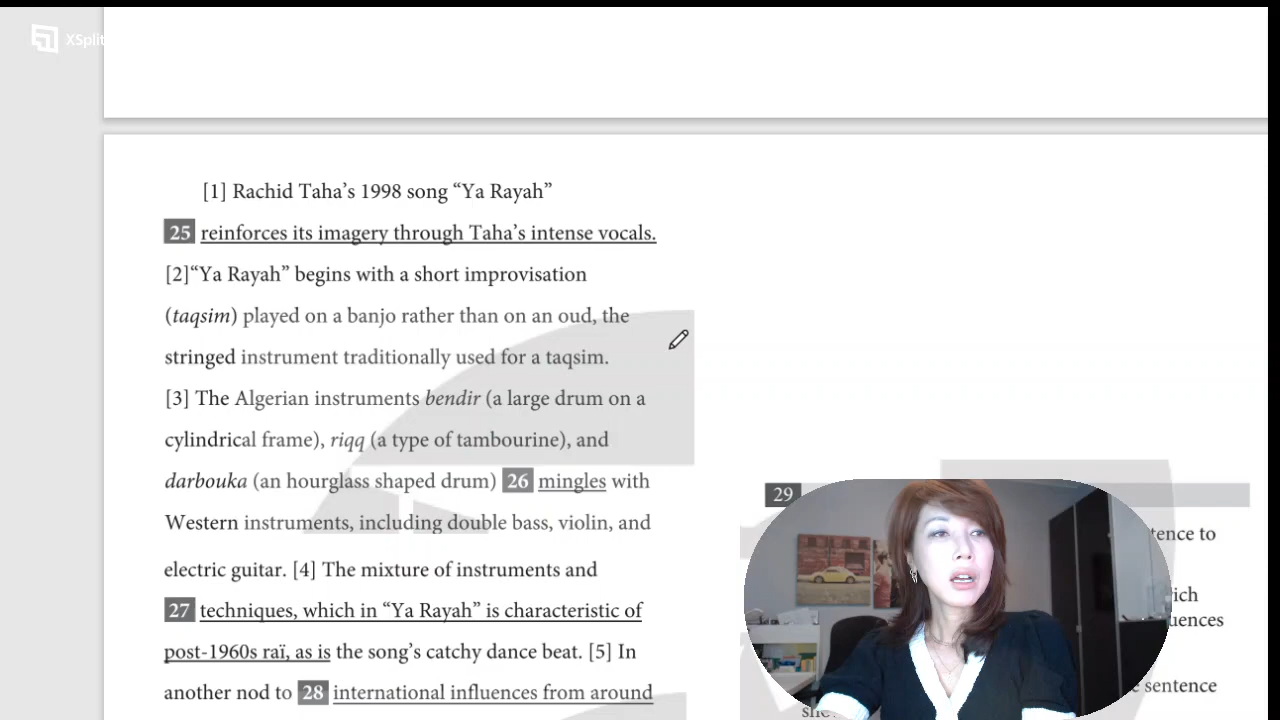 XSplit
[1] Rachid Taha’s 1998 song “Ya Rayah”
25 reinforces its imagery through Taha’s intense vocals.
[2]“Ya Rayah” begins with a short improvisation
(taqsim) played on a banjo rather than on an oud, the
stringed instrument traditionally used for a taqsim.
[3] The Algerian instruments bendir (a large drum on a
cylindrical frame), riqq (a type of tambourine), and
darbouka (an hourglass shaped drum) 26 mingles with
Western instruments, including double bass, violin, and
electric guitar. [4] The mixture of instruments and
27 techniques, which in “Ya Rayah” is characteristic of
post-1960s raï, as is the song’s catchy dance beat. [5] In
another nod to 28 international influences from around
29
tence to
ich
uences
e sentence